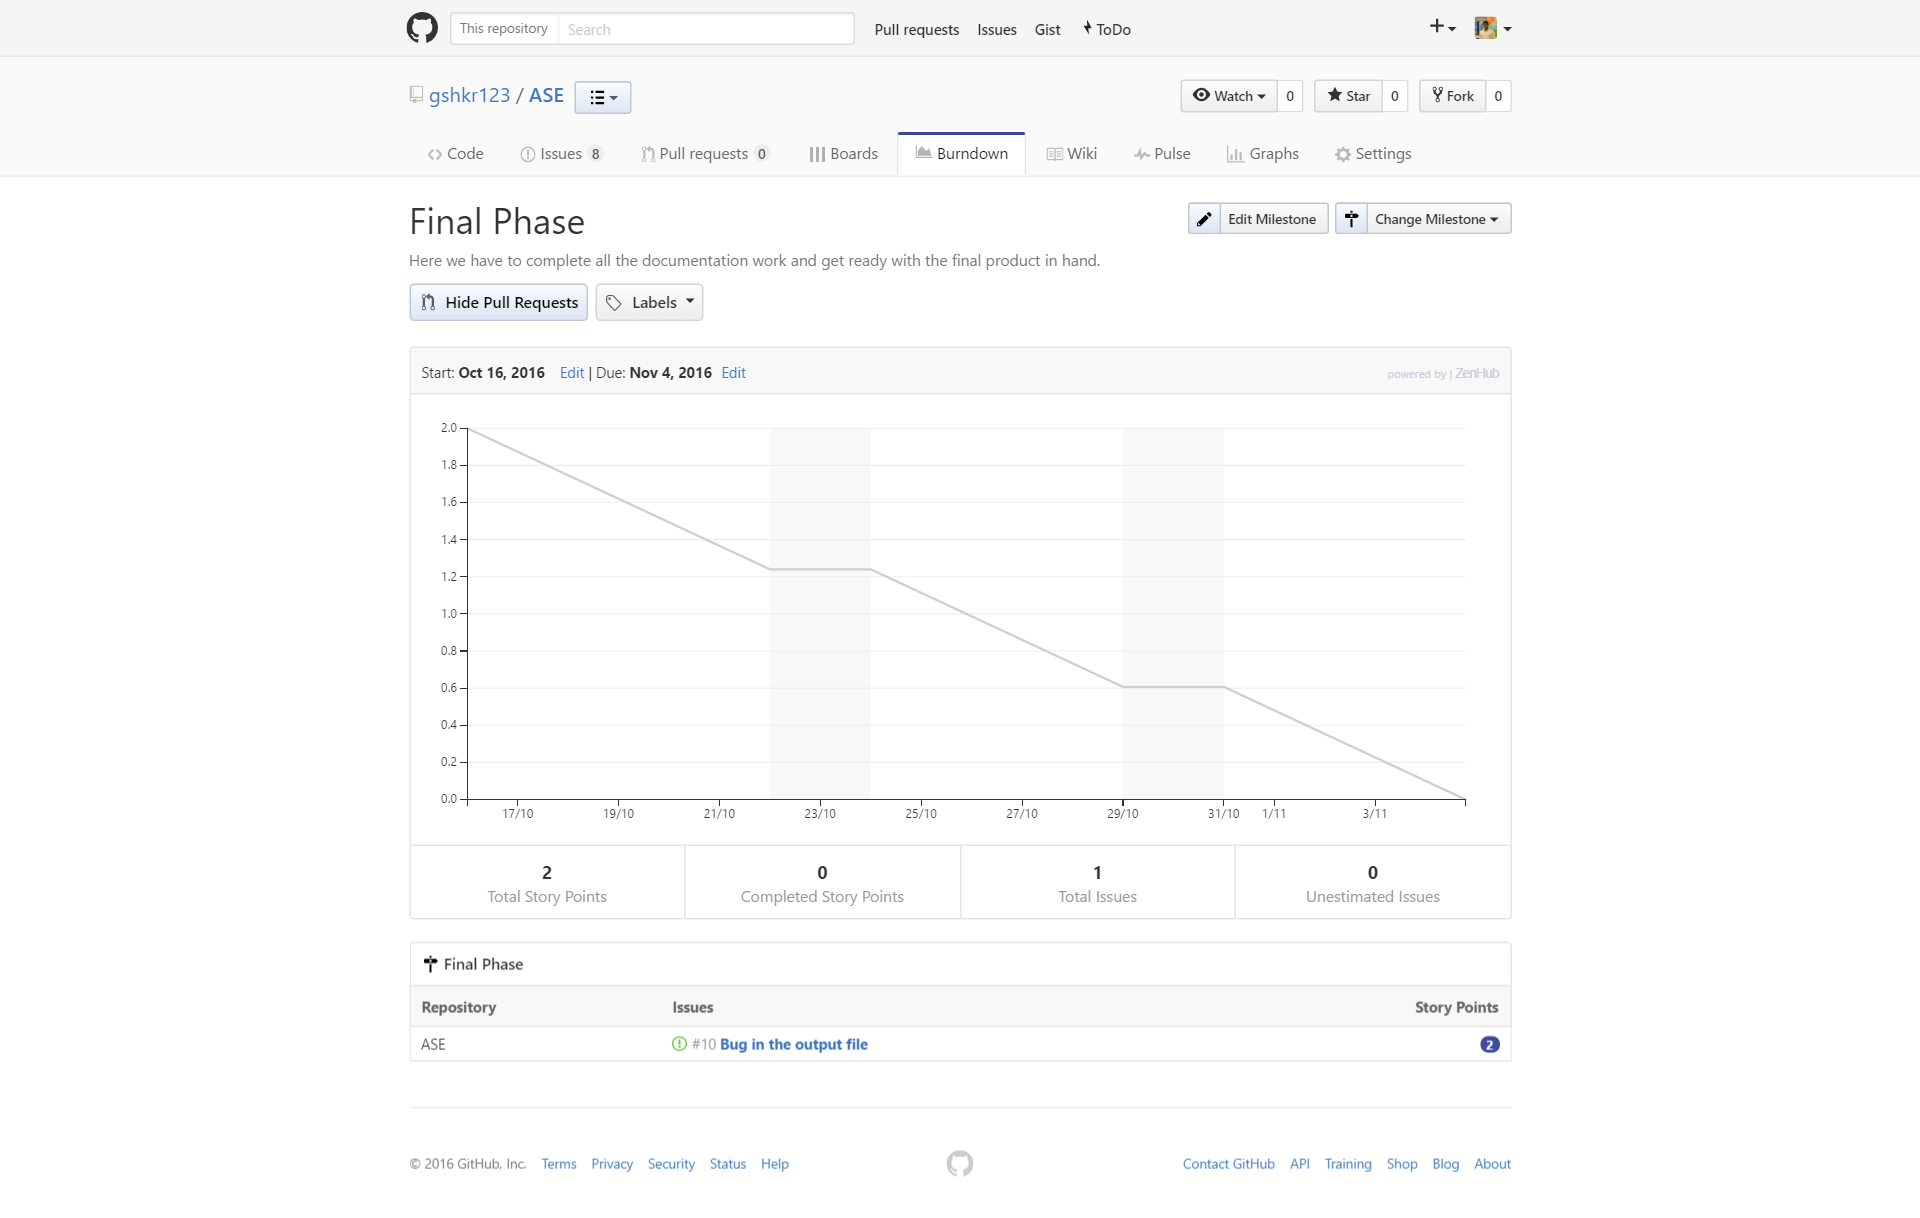 This repository Search Pull requests Issues Gist ToDo
gshkr123 / ASE Watch 0 Star 0 Fork 0
Code Issues 8 Pull requests 0 Boards Burndown Wiki Pulse Graphs Settings
Final Phase Edit Milestone Change Milestone
Here we have to complete all the documentation work and get ready with the final product in hand.
Hide Pull Requests Labels
Start: Oct 16, 2016 Edit | Due: Nov 4, 2016 Edit powered by | ZenHub
2.0
1.8
1.6
1.4
1.2
1.0
0.8
0.6
0.4
0.2
0.0
17/10 19/10 21/10 23/10 25/10 27/10 29/10 31/10 1/11 3/11
2 0 1 0
Total Story Points Completed Story Points Total Issues Unestimated Issues
Final Phase
Repository Issues Story Points
ASE #10 Bug in the output file 2
© 2016 GitHub, Inc. Terms Privacy Security Status Help Contact GitHub API Training Shop Blog About